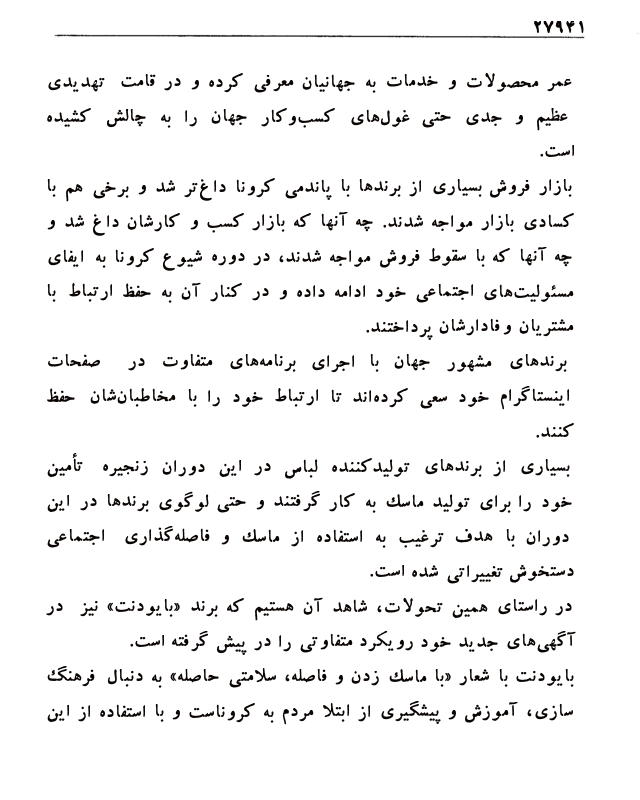 ۲۷۹۴۱
عمر محصولات و خدمات به جهانیان معرفی کرده و در قامت تهدیدی
عظیم و جدی حتی غول‌های کسب‌وکار جهان را به چالش کشیده
است.
بازار فروش بسیاری از برندها با پاندمی کرونا داغ‌تر شد و برخی هم با
کسادی بازار مواجه شدند. چه آنها که بازار کسب و کارشان داغ شد و
چه آنها که با سقوط فروش مواجه شدند، در دوره شیوع کرونا به ایفای
مسئولیت‌های اجتماعی خود ادامه داده و در کنار آن به حفظ ارتباط با
مشتریان وفادارشان پرداختند.
برندهای مشهور جهان با اجرای برنامه‌های متفاوت در صفحات
اینستاگرام خود سعی کرده‌اند تا ارتباط خود را با مخاطبان‌شان حفظ
کنند.
بسیاری از برندهای تولیدکننده لباس در این دوران زنجیره تأمین
خود را برای تولید ماسك به کار گرفتند و حتی لوگوی برندها در این
دوران با هدف ترغیب به استفاده از ماسك و فاصله‌گذاری اجتماعی
دستخوش تغییراتی شده است.
در راستای همین تحولات، شاهد آن هستیم که برند «بایودنت» نیز در
آگهی‌های جدید خود رویکرد متفاوتی را در پیش گرفته است.
بایودنت با شعار «با ماسك زدن و فاصله، سلامتی حاصله» به دنبال فرهنگ
سازی، آموزش و پیشگیری از ابتلا مردم به کروناست و با استفاده از این